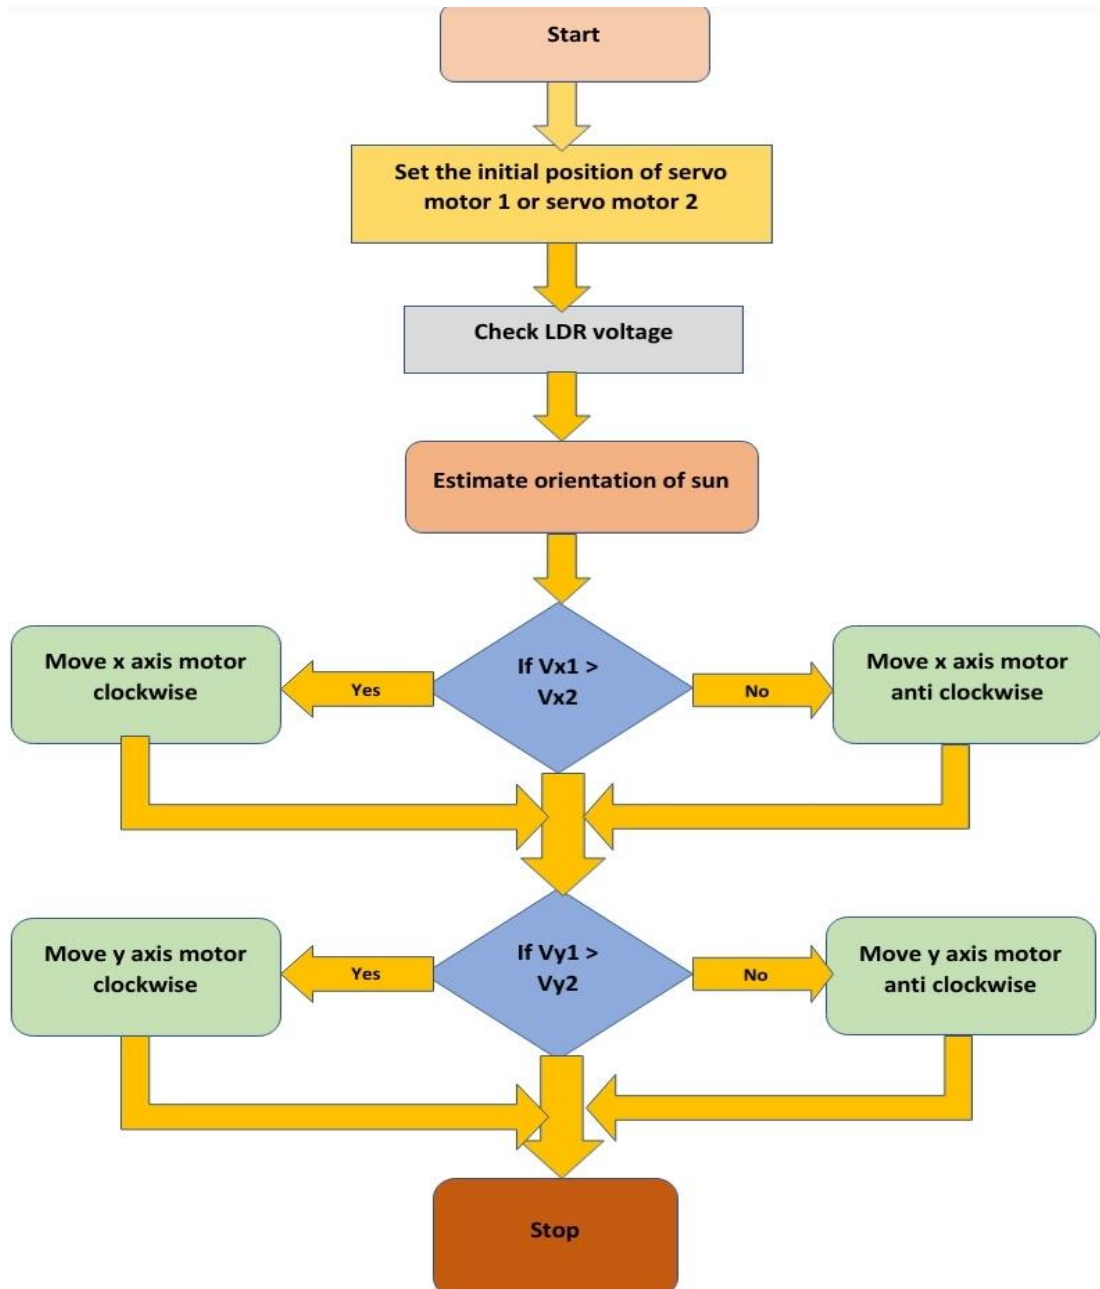 Start
Set the initial position of servo
motor 1 or servo motor 2
Check LDR voltage
Estimate orientation of sun
Move x axis motor
clockwise
Yes
If Vx1 >
Vx2
No
Move x axis motor
anti clockwise
Move y axis motor
clockwise
Yes
If Vy1 >
Vy2
No
Move y axis motor
anti clockwise
Stop